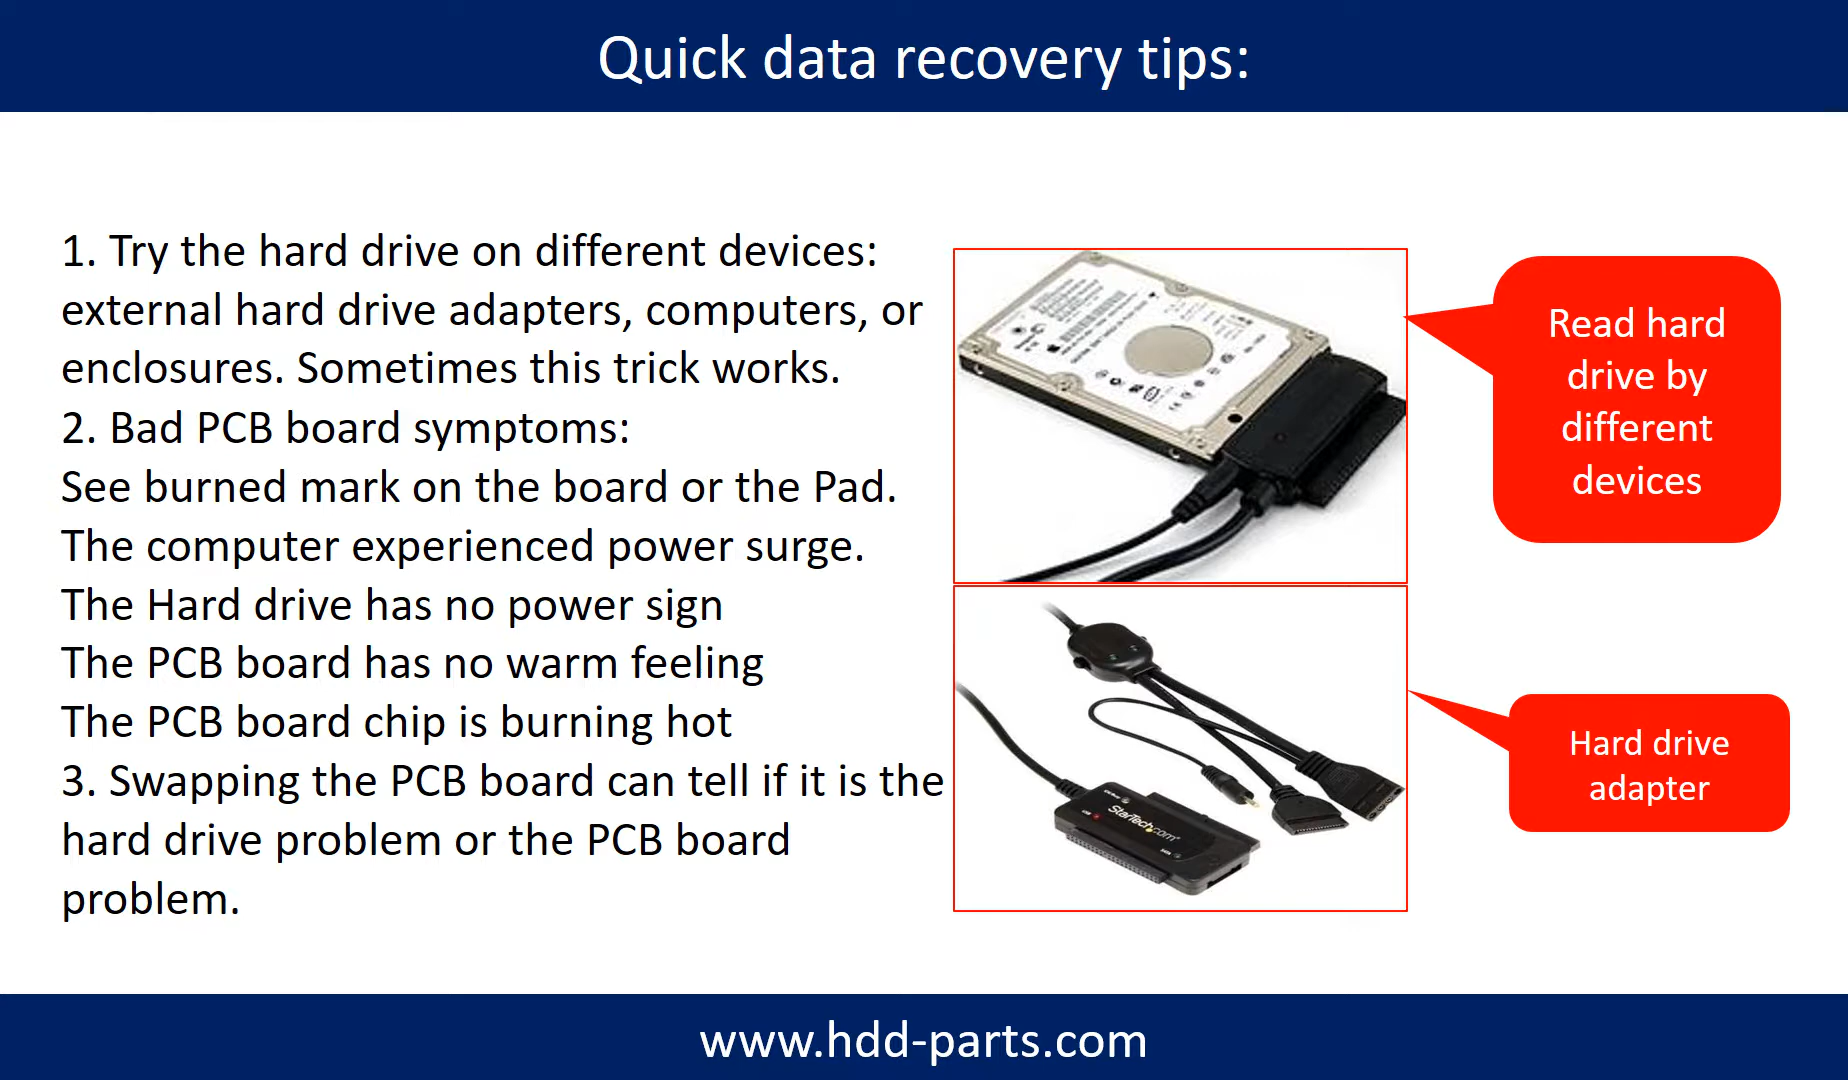 Quick data recovery tips:
1. Try the hard drive on different devices:
external hard drive adapters, computers, or
enclosures. Sometimes this trick works.
2. Bad PCB board symptoms:
See burned mark on the board or the Pad.
The computer experienced power surge.
The Hard drive has no power sign
The PCB board has no warm feeling
The PCB board chip is burning hot
3. Swapping the PCB board can tell if it is the
hard drive problem or the PCB board
problem.
Read hard
drive by
different
devices
StarTech.com
Hard drive
adapter
www.hdd-parts.com